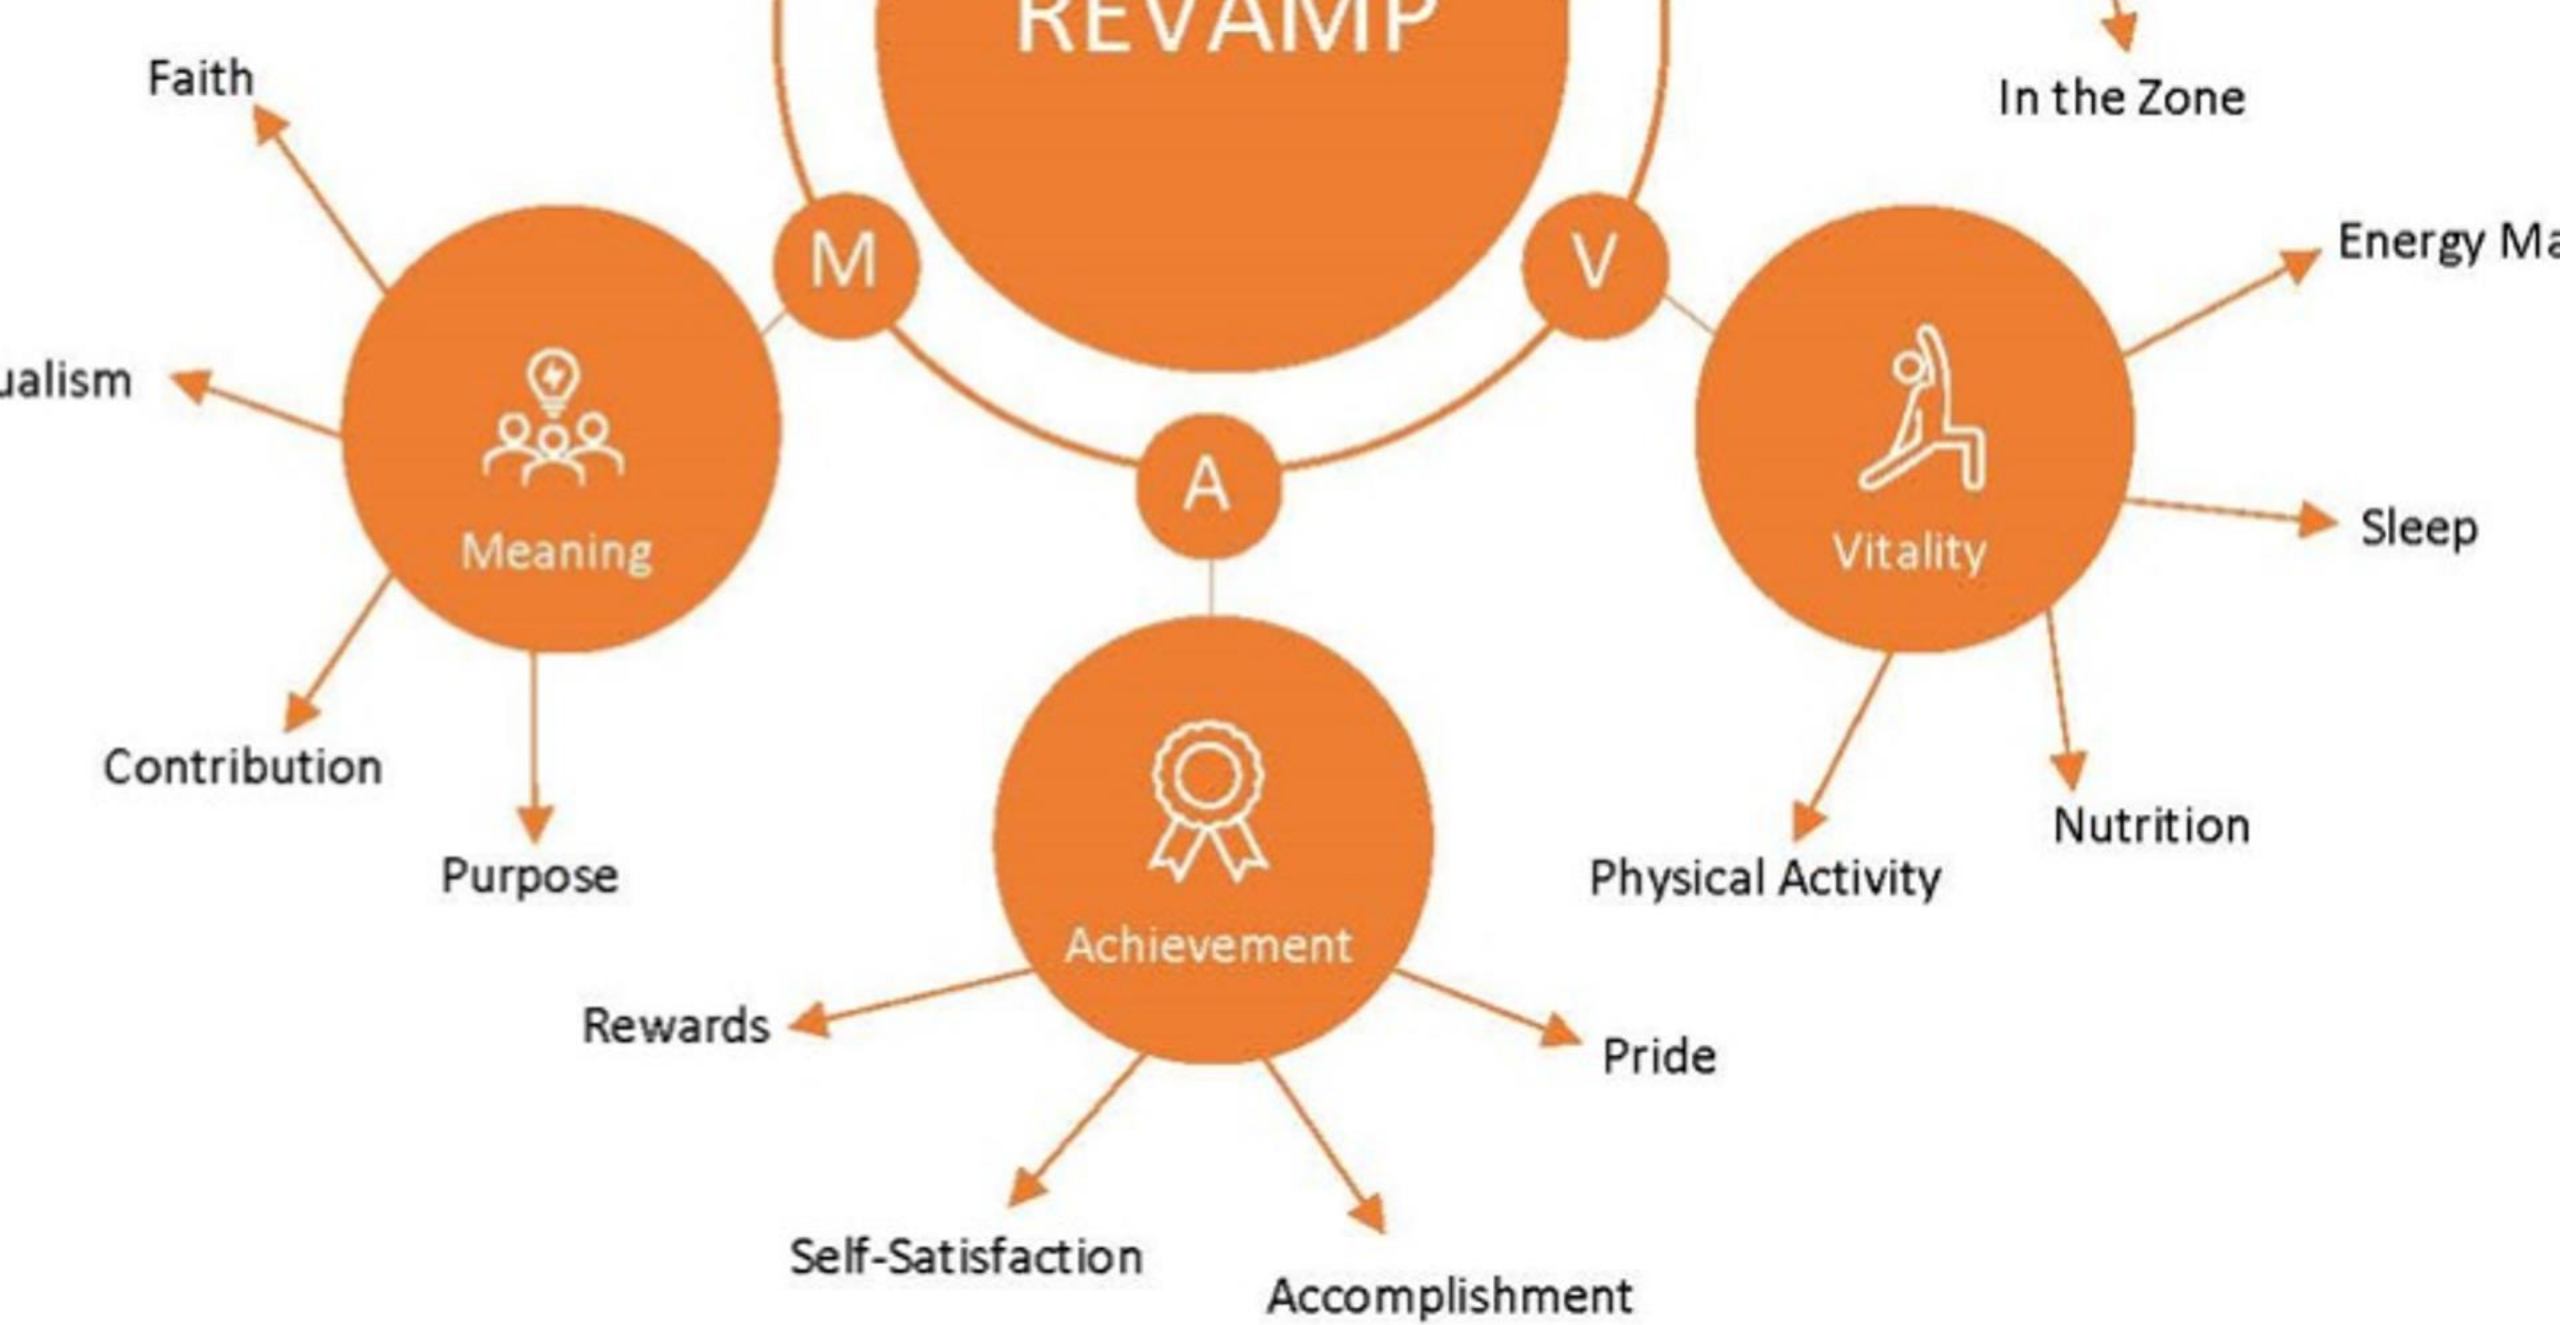 REVAMP
Faith
In the Zone
M
V
Energy
ualism
Meaning
A
Sleep
Vitality
Contribution
Nutrition
Purpose
Physical Activity
Achievement
Rewards
Pride
Self-Satisfaction
Accomplishment